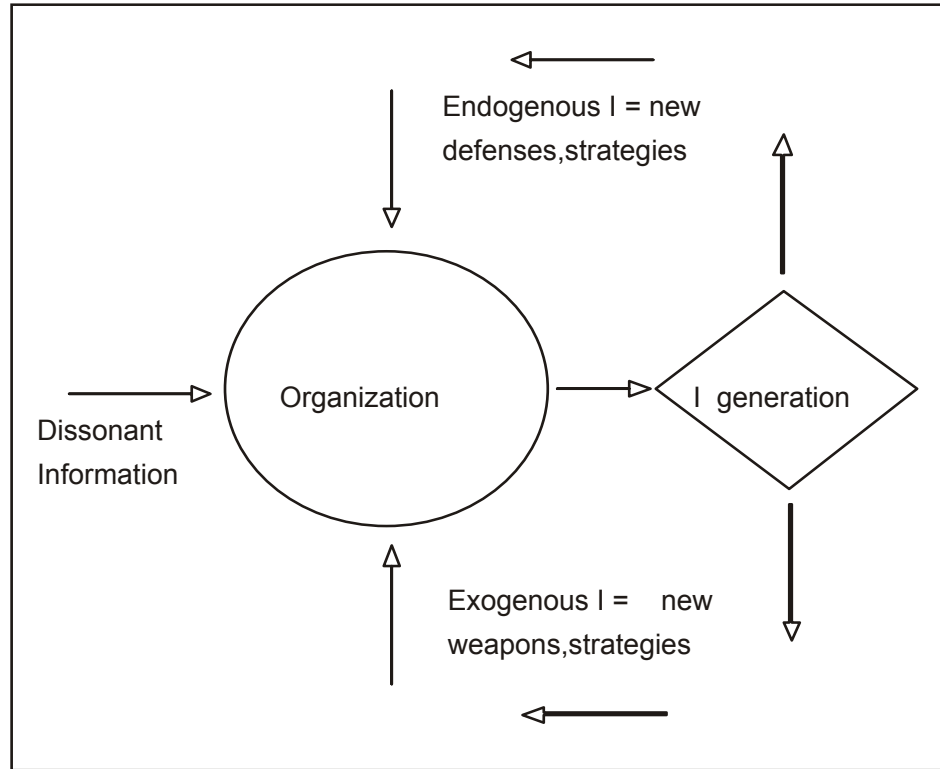 Endogenous I = new
defenses,strategies
Organization
I generation
Dissonant
Information
Exogenous I = new
weapons,strategies